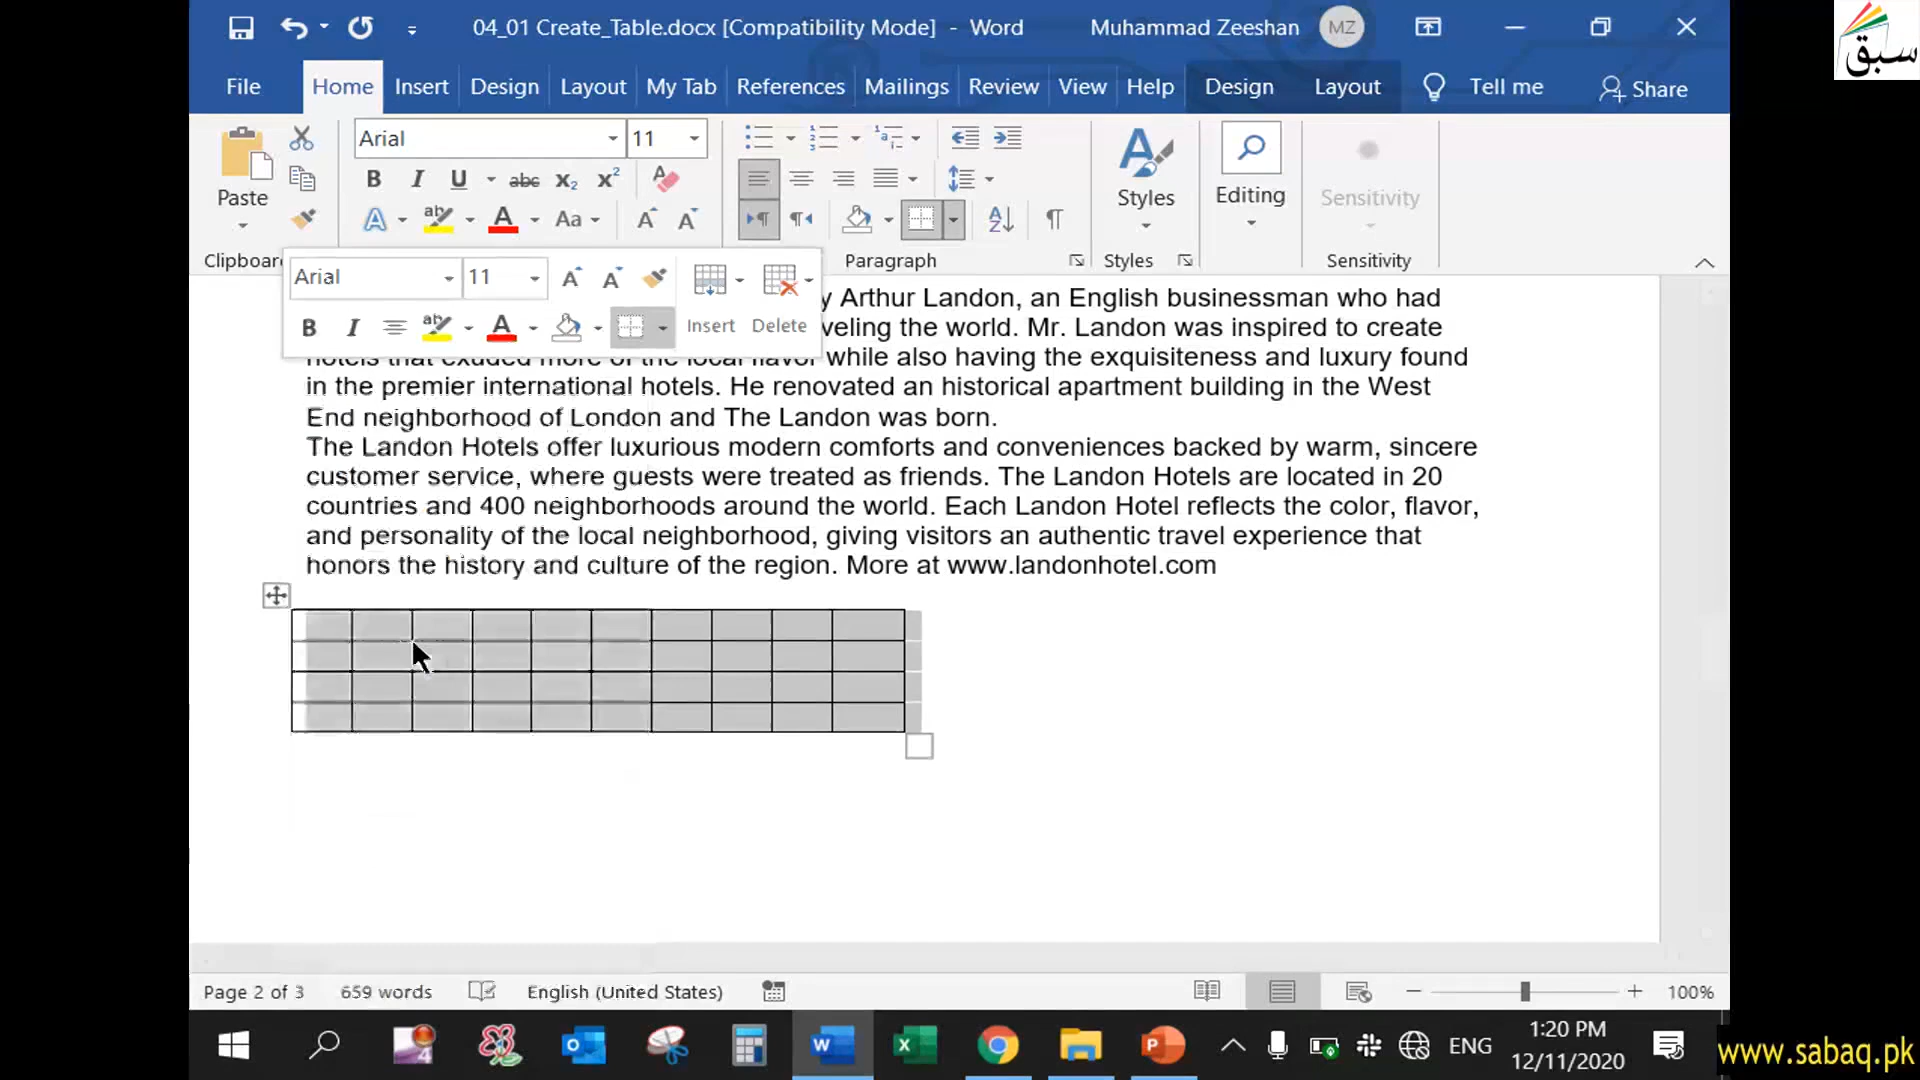 04_01 Create_Table.docx [Compatibility Mode] - Word
Muhammad Zeeshan
MZ
سبق
File Home Insert Design Layout My Tab References Mailings Review View Help Design Layout Tell me Share
Arial 11
Paste
B I U abc x₂ x² Aa
Styles
Editing
Sensitivity
Clipboard
Paragraph
Styles
Sensitivity
Arial 11
B I Insert Delete
y Arthur Landon, an English businessman who had
veling the world. Mr. Landon was inspired to create
hotels that exuded more of the local flavor while also having the exquisiteness and luxury found
in the premier international hotels. He renovated an historical apartment building in the West
End neighborhood of London and The Landon was born.
The Landon Hotels offer luxurious modern comforts and conveniences backed by warm, sincere
customer service, where guests were treated as friends. The Landon Hotels are located in 20
countries and 400 neighborhoods around the world. Each Landon Hotel reflects the color, flavor,
and personality of the local neighborhood, giving visitors an authentic travel experience that
honors the history and culture of the region. More at www.landonhotel.com
Page 2 of 3 659 words English (United States) 100%
ENG
1:20 PM
12/11/2020
www.sabaq.pk